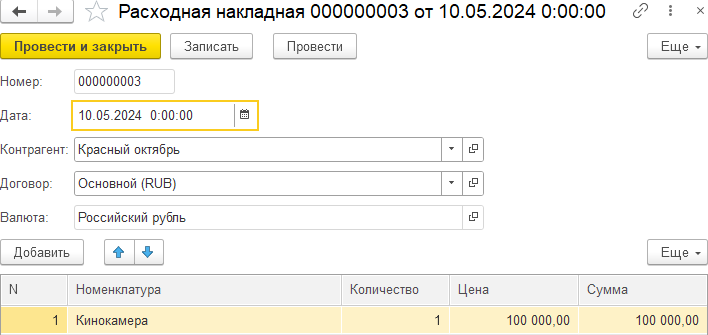 Расходная накладная 000000003 от 10.05.2024 0:00:00
Провести и закрыть Записать Провести Еще
Номер: 000000003
Дата: 10.05.2024 0:00:00
Контрагент: Красный октябрь
Договор: Основной (RUB)
Валюта: Российский рубль
Добавить Еще
N Номенклатура Количество Цена Сумма
1 Кинокамера 1 100 000,00 100 000,00